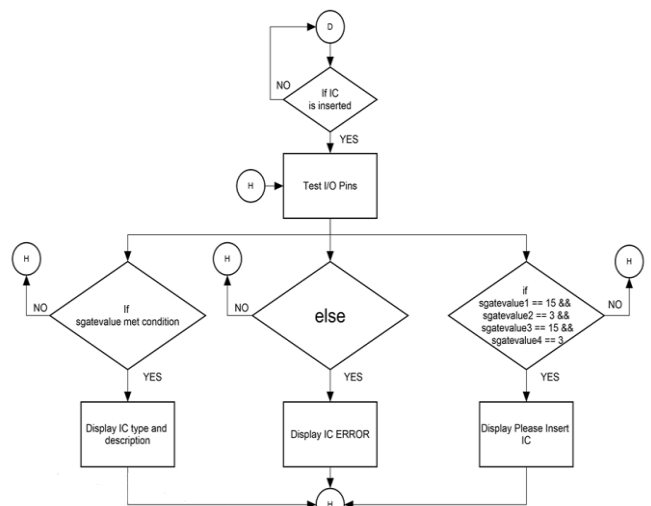 D
NO
If IC
is inserted
YES
H
Test I/O Pins
H
H
H
NO
If
sgatevalue met condition
NO
else
if
sgatevalue1 == 15 &&
sgatevalue2 == 3 &&
sgatevalue3 == 15 &&
sgatevalue4 == 3
NO
YES
YES
YES
Display IC type and
description
Display IC ERROR
Display Please Insert
IC
H